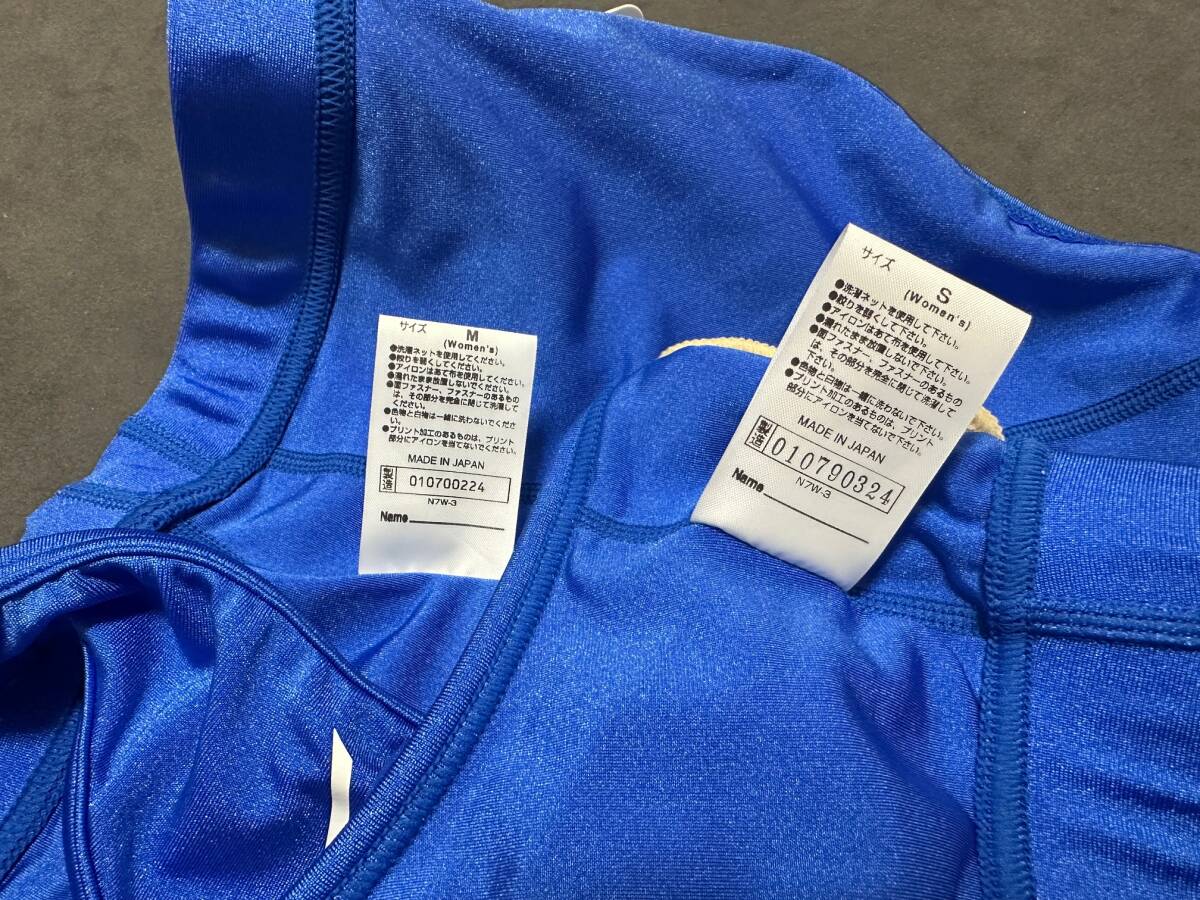 サイズ M
(Women's)
●洗濯ネットを使用してください。
●絞りを弱くしてください。
●アイロンはあて布を使用してください。
●濡れたまま放置しないでください。
●面ファスナー、ファスナーのあるもの
は、その部分を完全に閉じて洗濯して
ください。
●色物と白物は一緒に洗わないでくださ
い。
●プリント加工のあるものは、プリント
部分にアイロンを当てないでください。
MADE IN JAPAN
製造 010700224
N7W-3
Name
サイズ S
(Women's)
●洗濯ネットを使用して下さい。
●絞りを弱くして下さい。
●アイロンはあて布を使用して下さい。
●濡れたまま放置しないで下さい。
●面ファスナー、ファスナーのあるもの
は、その部分を完全に閉じて洗濯して
下さい。
●色物と白物は一緒に洗わないで下さい。
●プリント加工のあるものは、プリント
部分にアイロンを当てないで下さい。
MADE IN JAPAN
製造 010790324
N7W-3
Name